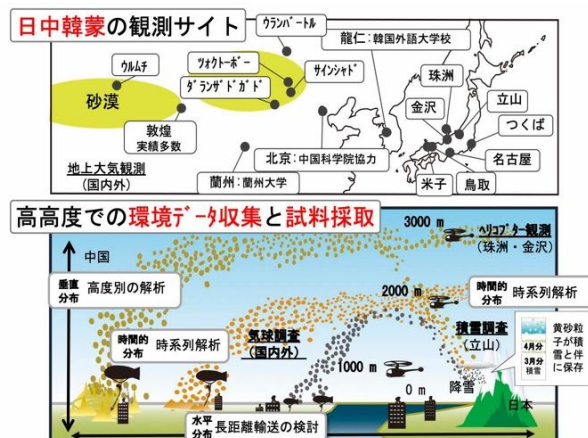 日中韓蒙の観測サイト
ウランバートル
龍仁：韓国外語大学校
ウルムチ
ツォクトーボー
サインシャド
ダランザドガド
珠洲
金沢
立山
砂漠
つくば
敦煌
実績多数
北京：中国科学院協力
名古屋
地上大気観測
（国内外）
蘭州：蘭州大学
米子
鳥取
高高度での環境データ収集と試料採取
3000 m
ヘリコプター観測
（珠洲・金沢）
中国
垂直
分布
高度別の解析
2000 m
時間的
分布
時系列解析
時間的
分布
時系列解析
気球調査
（国内外）
積雪調査
（立山）
黄砂粒
子が積
雪と伴
に保存
4月分
3月分
積雪
1000 m
0 m
降雪
日本
水平
分布
長距離輸送の検討